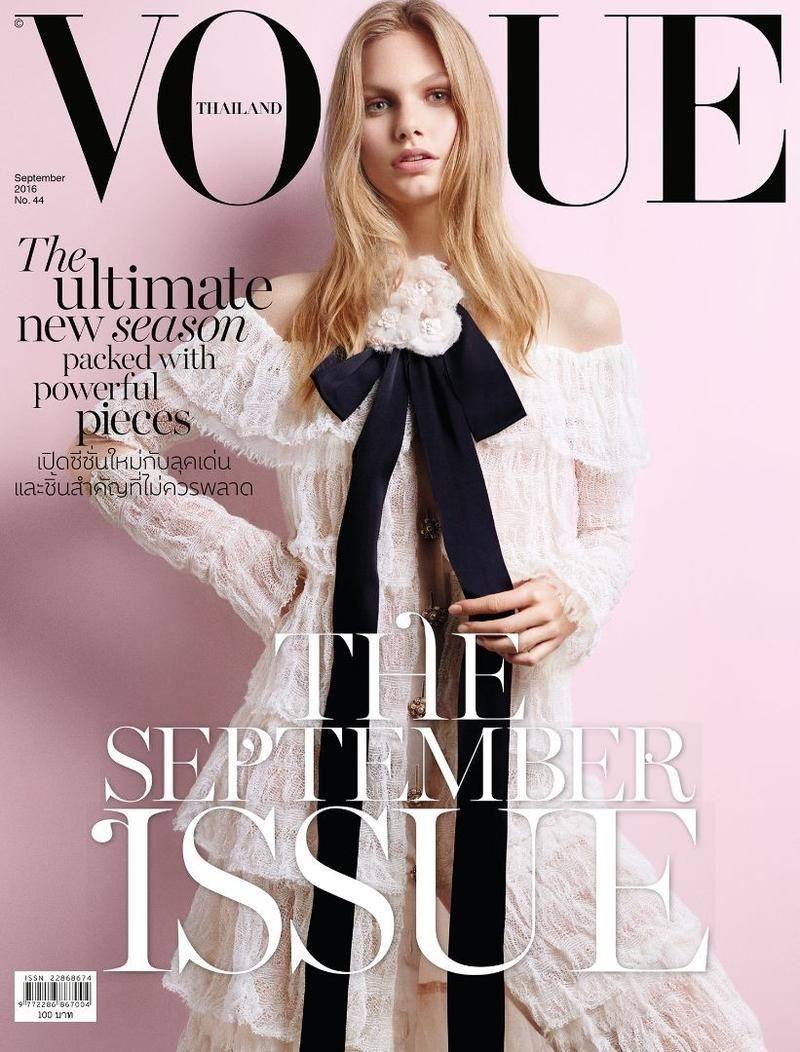 ©
VOGUE
THAILAND
September
2016
No. 44
The
ultimate
new season
packed with
powerful
pieces
เปิดซีซั่นใหม่กับลุคเด่น
และชิ้นสำคัญที่ไม่ควรพลาด
THE
SEPTEMBER
ISSUE
ISSN 22868674
9 772286 867004
100 บาท